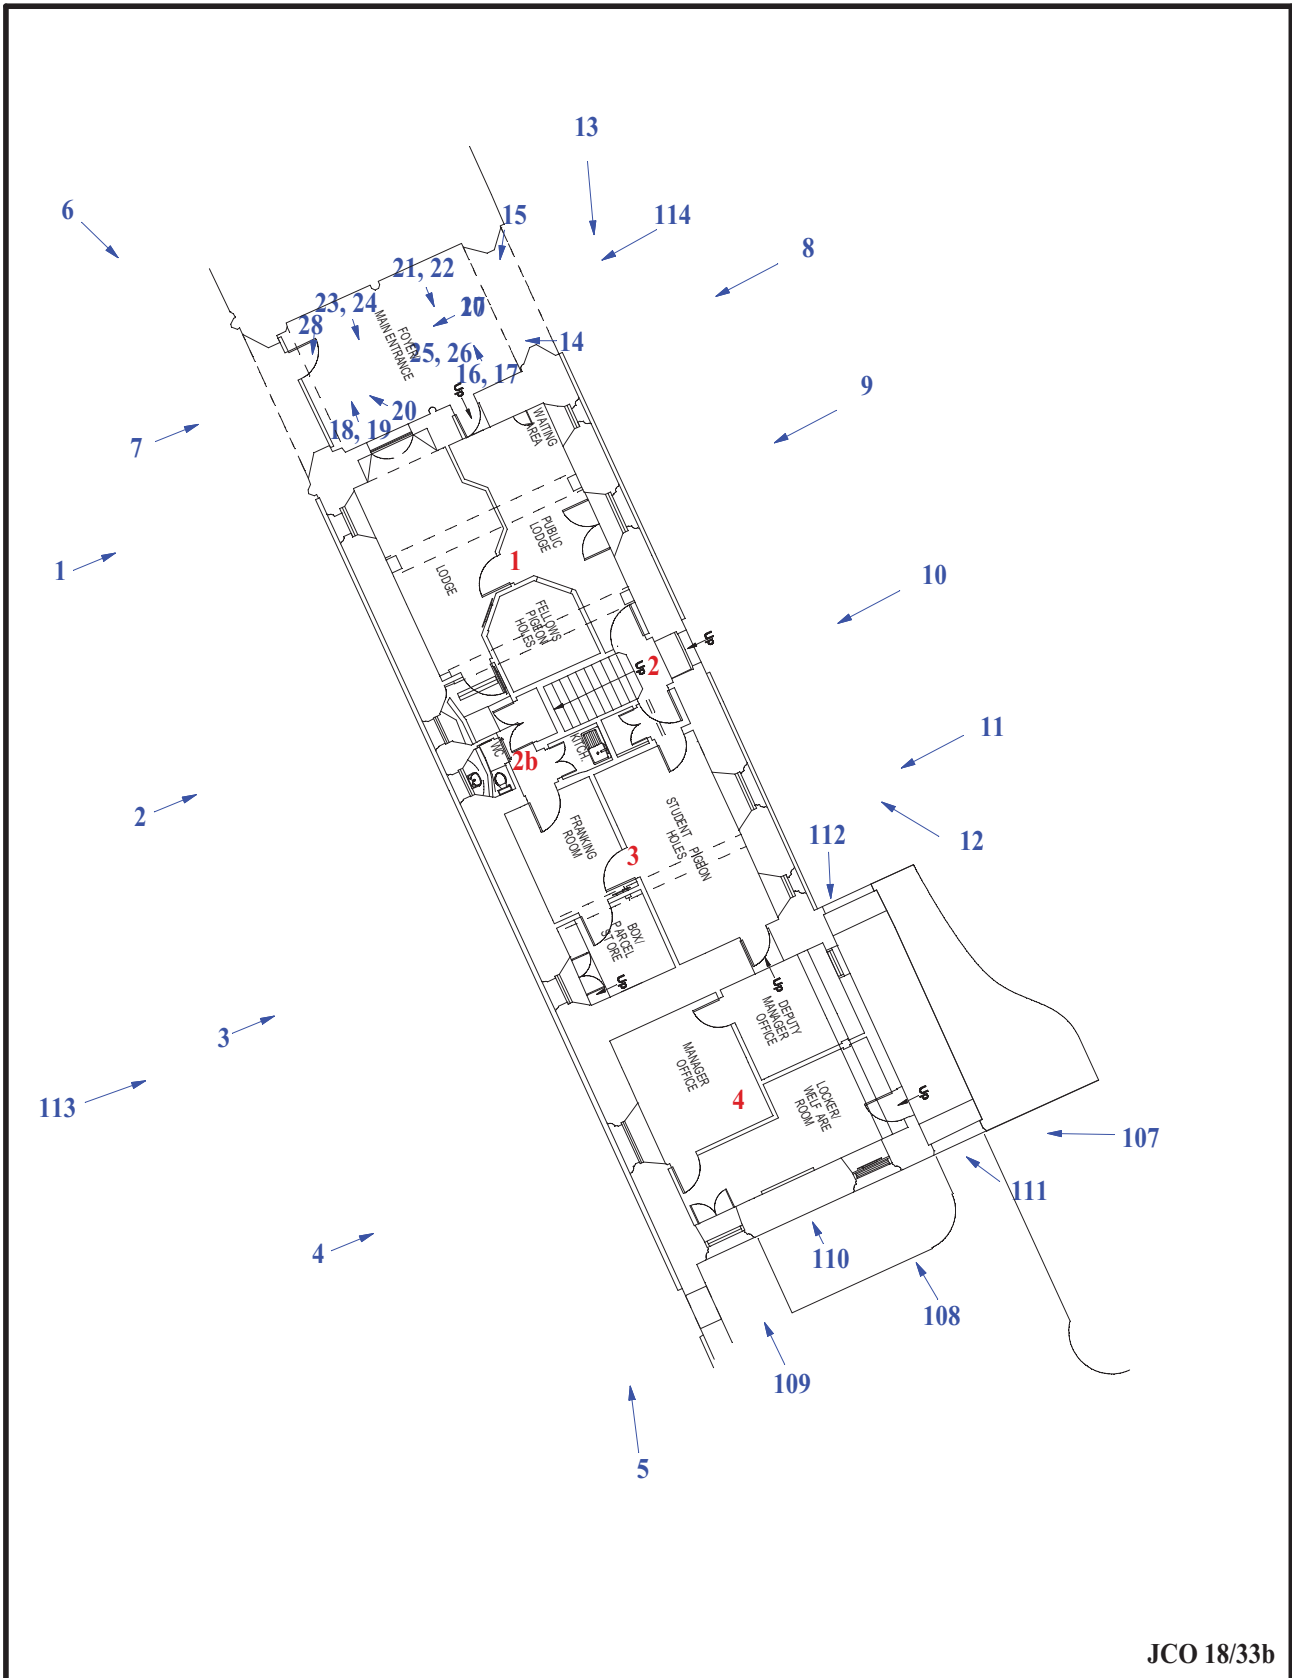 13
6
15
114
8
21, 22
23, 24
10
27
28
FOYER/
MAIN ENTRANCE
25, 26
14
16, 17
Up
9
20
18, 19
7
WAITING
AREA
PUBLIC
LODGE
1
1
LODGE
10
FELLOWS
PIGEON
HOLES
Up
2
Up
11
WC
2b
KITCH.
2
STUDENT PIGEON
HOLES
FRANKING
ROOM
112
12
3
BOX/
PARCEL
STORE
Up
Up
DEPUTY
MANAGER
OFFICE
3
MANAGER
OFFICE
113
4
LOCKER/
WELFARE
ROOM
Up
107
111
4
110
108
109
5
JCO 18/33b